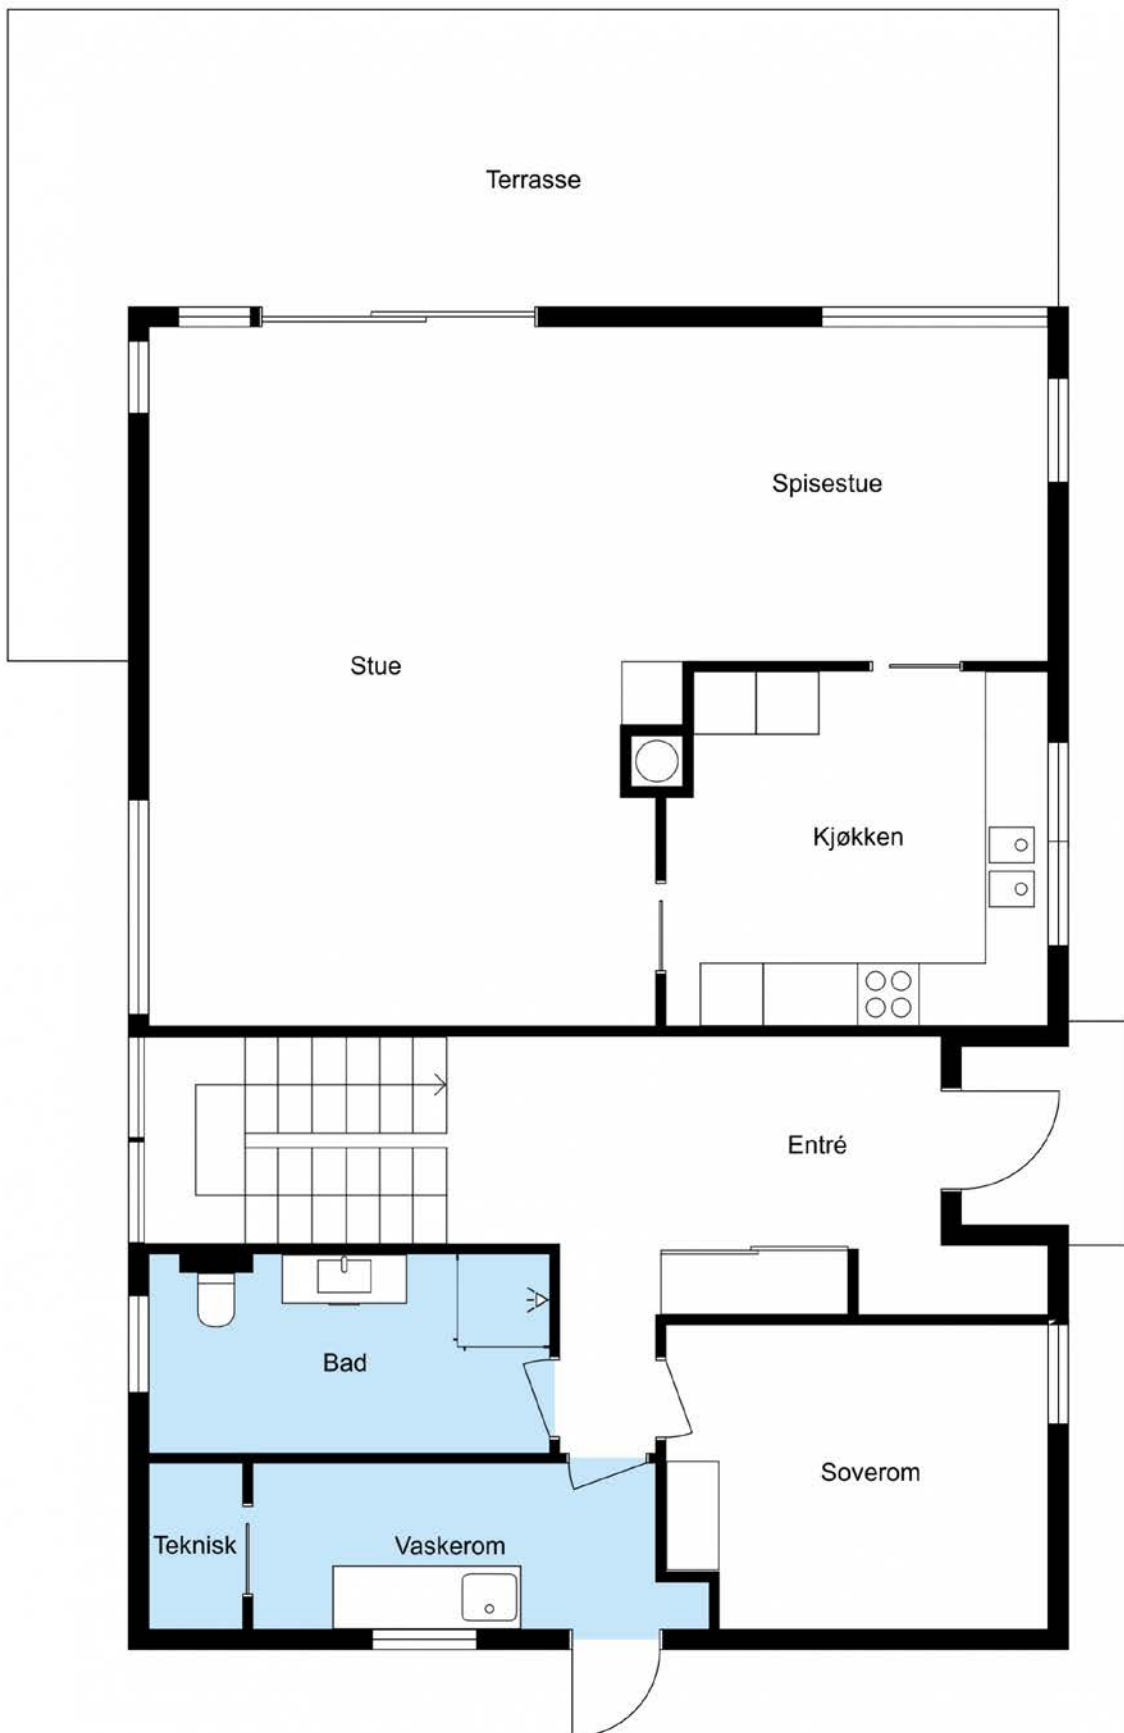 Terrasse
Spisestue
Stue
Kjøkken
Entré
Bad
Soverom
Teknisk
Vaskerom